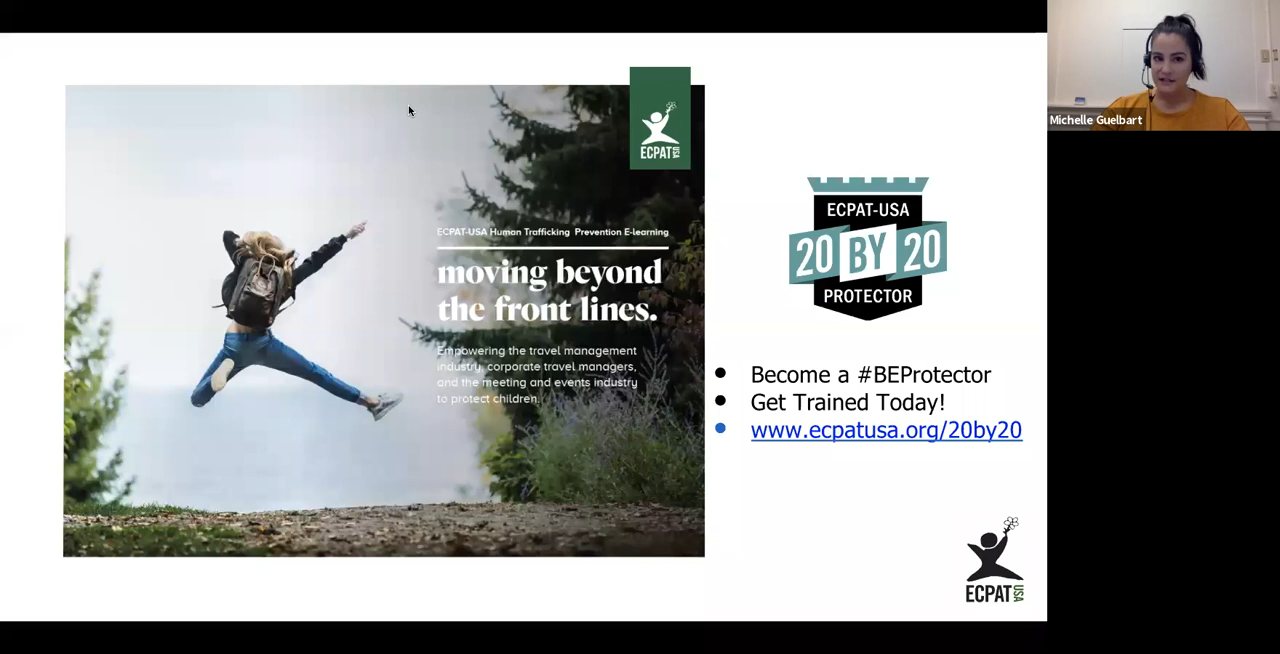 ECPAT USA
ECPAT-USA Human Trafficking Prevention E-learning
moving beyond
the front lines.
Empowering the travel management
industry, corporate travel managers,
and the meeting and events industry
to protect children.
ECPAT-USA
20 BY 20
PROTECTOR
Become a #BEProtector
Get Trained Today!
www.ecpatusa.org/20by20
ECPAT USA
Michelle Guelbart